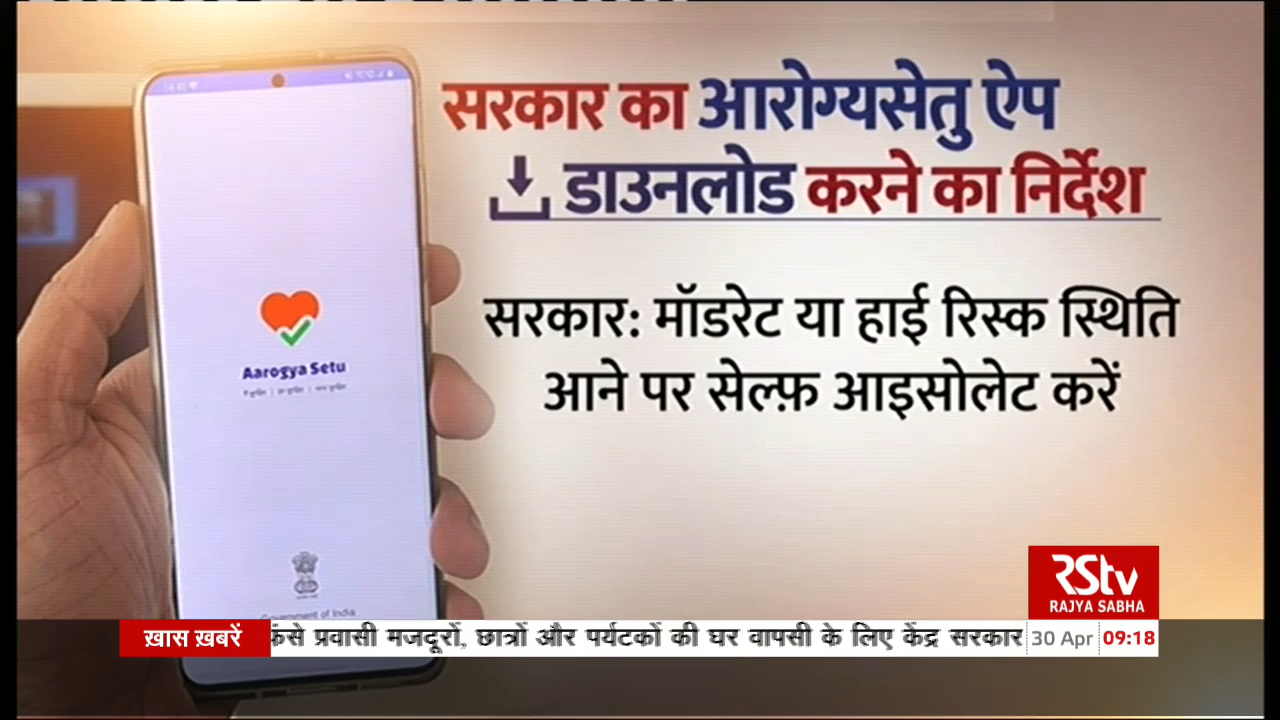 सरकार का आरोग्यसेतु ऐप
डाउनलोड करने का निर्देश
सरकार: मॉडरेट या हाई रिस्क स्थिति
आने पर सेल्फ़ आइसोलेट करें
Aarogya Setu
Government of India
RStv
RAJYA SABHA
ख़ास ख़बरें
फंसे प्रवासी मजदूरों, छात्रों और पर्यटकों की घर वापसी के लिए केंद्र सरकार
30 Apr 09:18